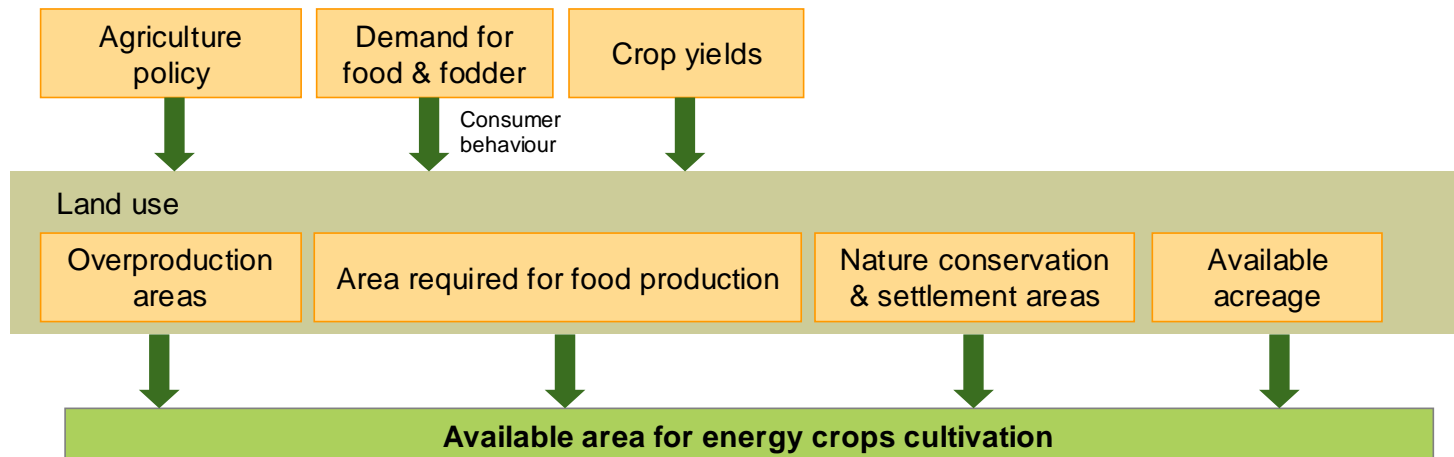 Agriculture
policy
Demand for
food & fodder
Crop yields
Consumer
behaviour
Land use
Overproduction
areas
Area required for food production
Nature conservation
& settlement areas
Available
acreage
Available area for energy crops cultivation